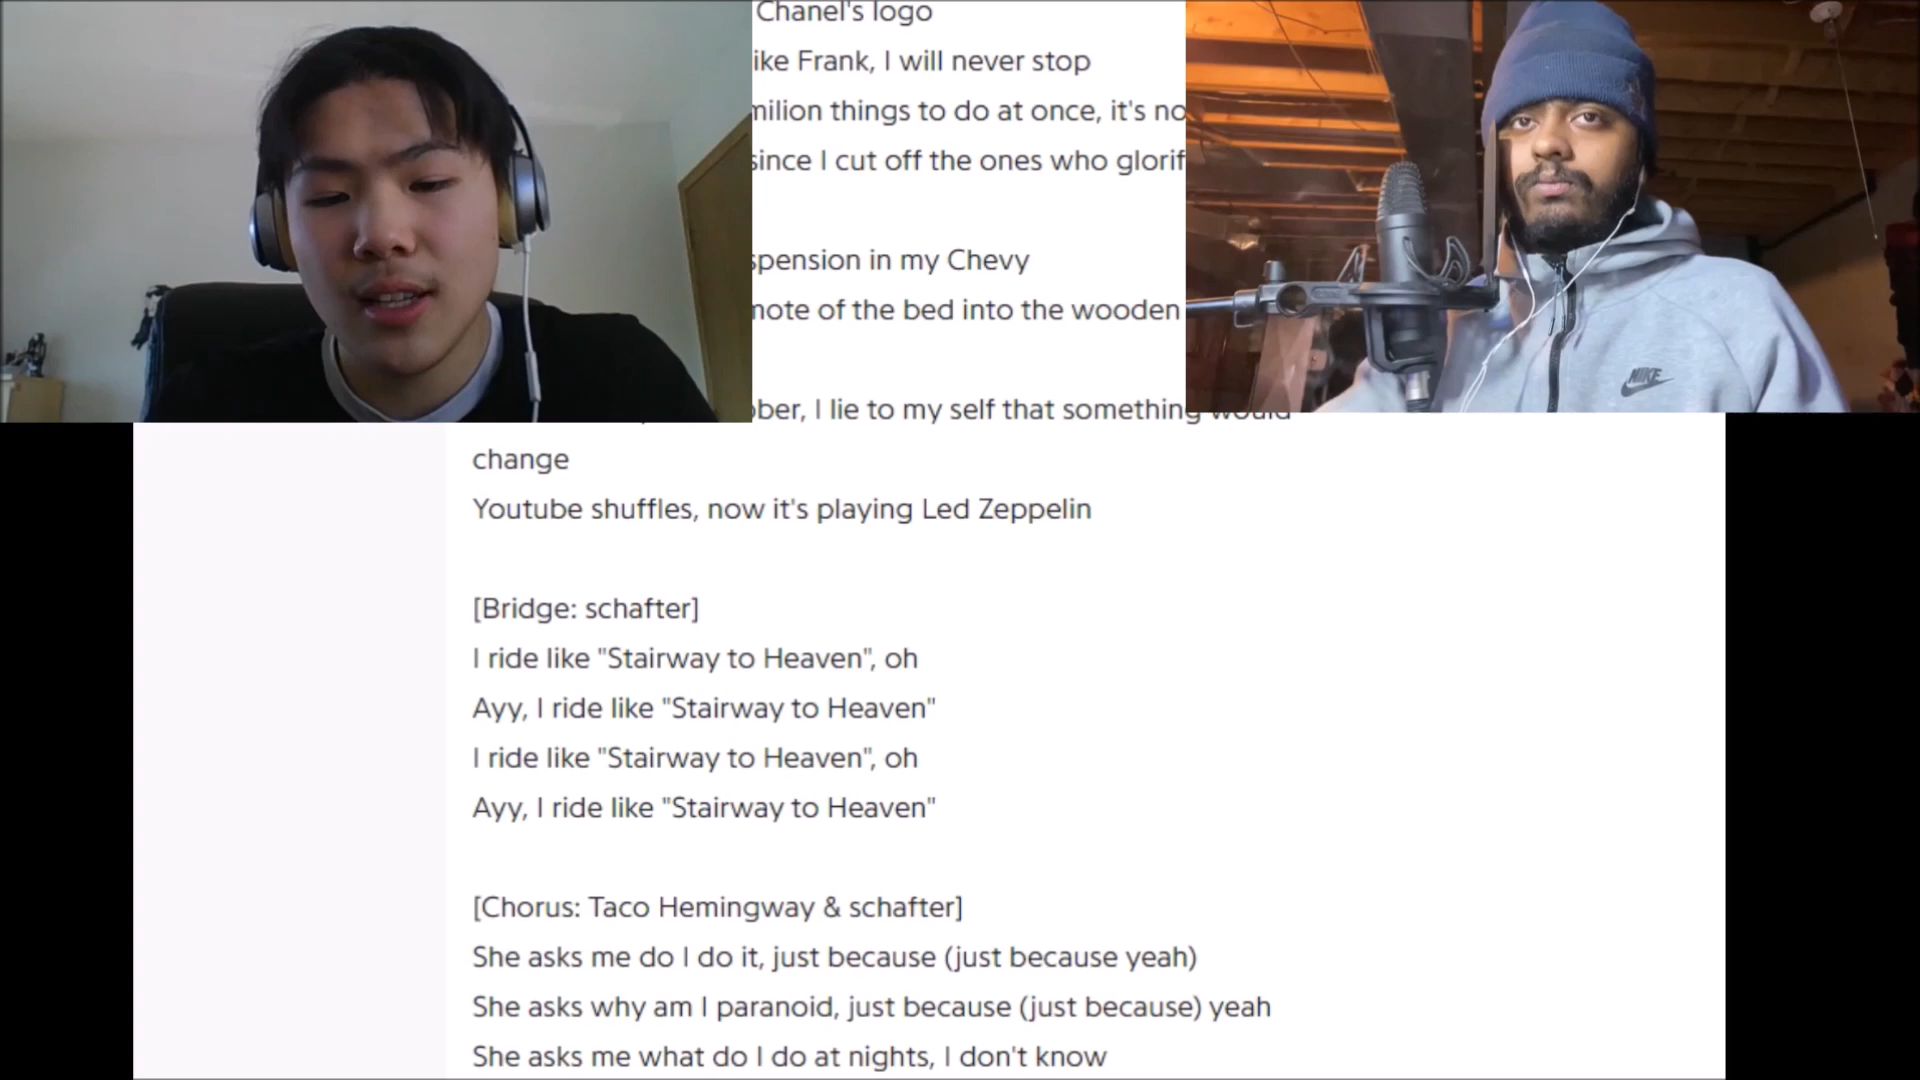 Chanel's logo
ike Frank, I will never stop
milion things to do at once, it's no
since I cut off the ones who glorif
spension in my Chevy
note of the bed into the wooden
ber, I lie to my self that something would
change
Youtube shuffles, now it's playing Led Zeppelin
[Bridge: schafter]
I ride like "Stairway to Heaven", oh
Ayy, I ride like "Stairway to Heaven"
I ride like "Stairway to Heaven", oh
Ayy, I ride like "Stairway to Heaven"
[Chorus: Taco Hemingway & schafter]
She asks me do I do it, just because (just because yeah)
She asks why am I paranoid, just because (just because) yeah
She asks me what do I do at nights, I don't know
NIKE